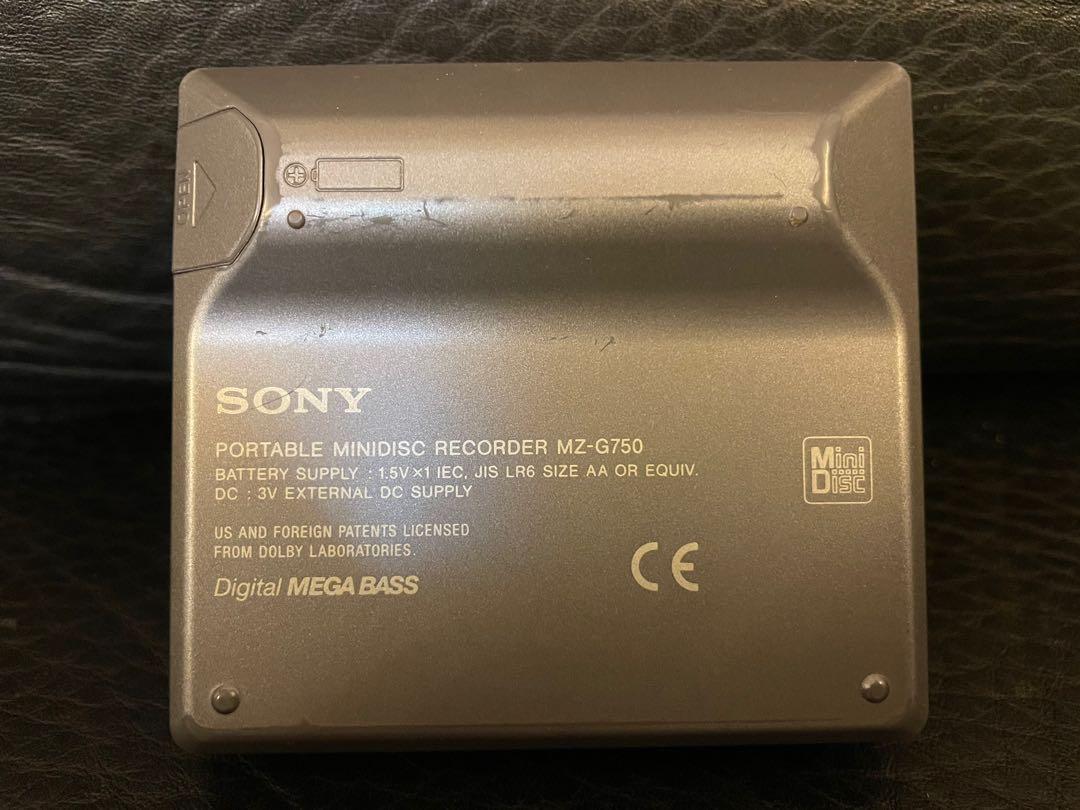 OPEN
SONY
PORTABLE MINIDISC RECORDER MZ-G750
BATTERY SUPPLY : 1.5V×1 IEC, JIS LR6 SIZE AA OR EQUIV.
DC : 3V EXTERNAL DC SUPPLY
Mini
Disc
US AND FOREIGN PATENTS LICENSED
FROM DOLBY LABORATORIES.
CE
Digital MEGA BASS